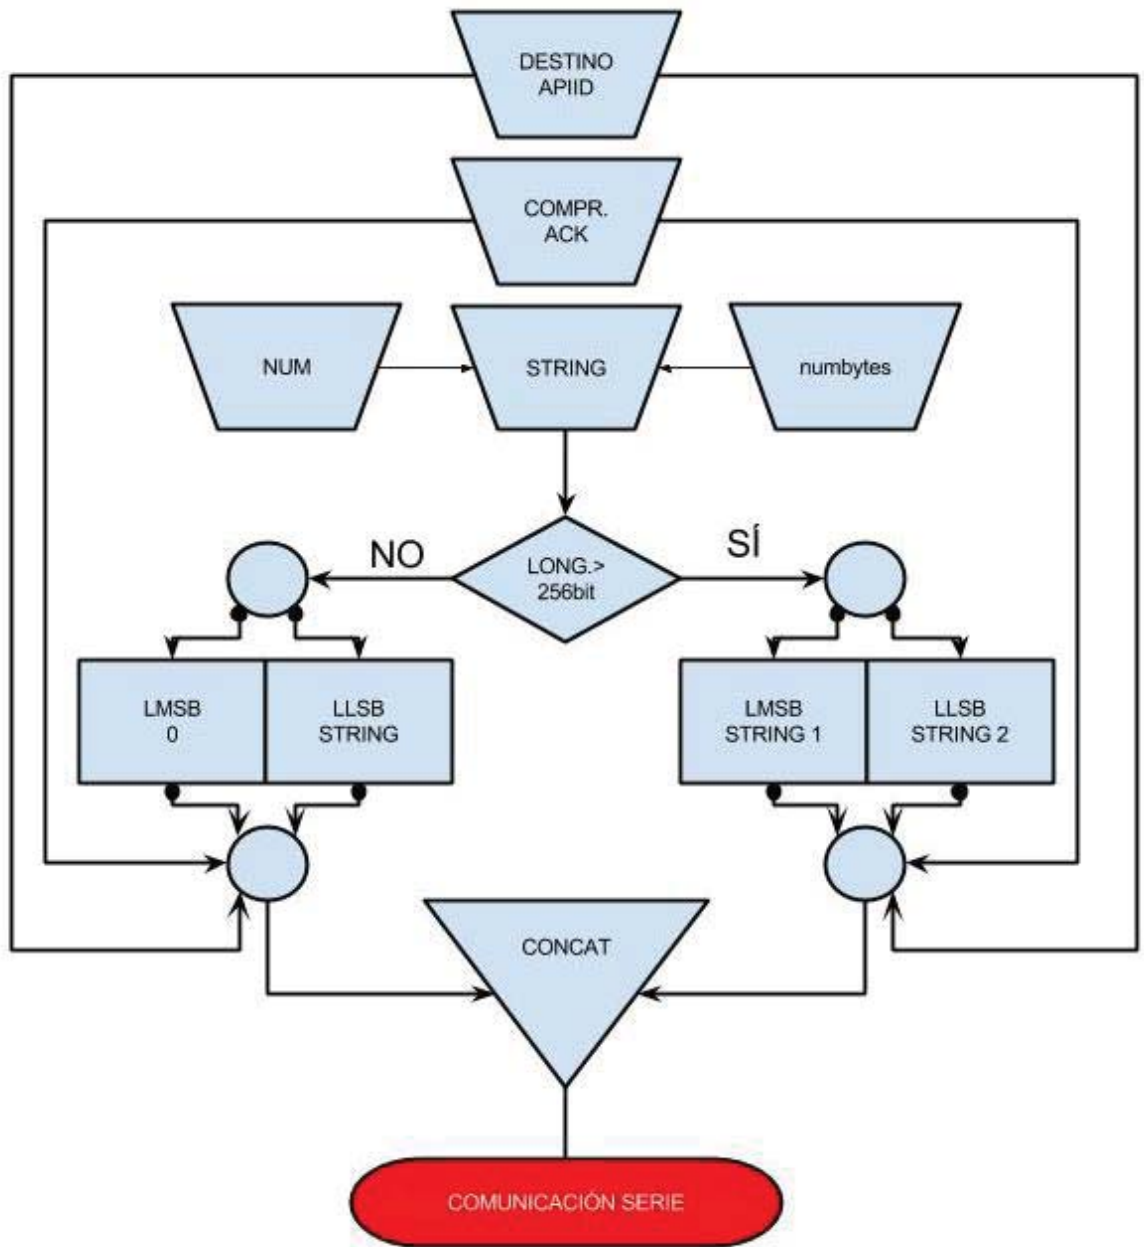 DESTINO
APIID
COMPR.
ACK
NUM
STRING
numbytes
NO
LONG.>
256bit
SÍ
LMSB
0
LLSB
STRING
LMSB
STRING 1
LLSB
STRING 2
CONCAT
COMUNICACIÓN SERIE